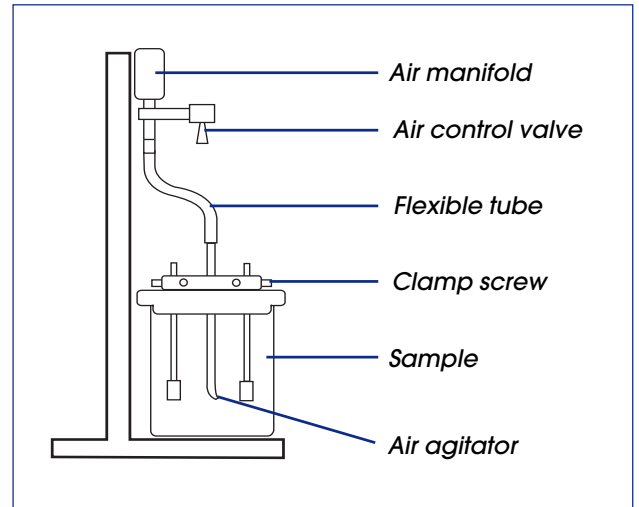 Air manifold
Air control valve
Flexible tube
Clamp screw
Sample
Air agitator